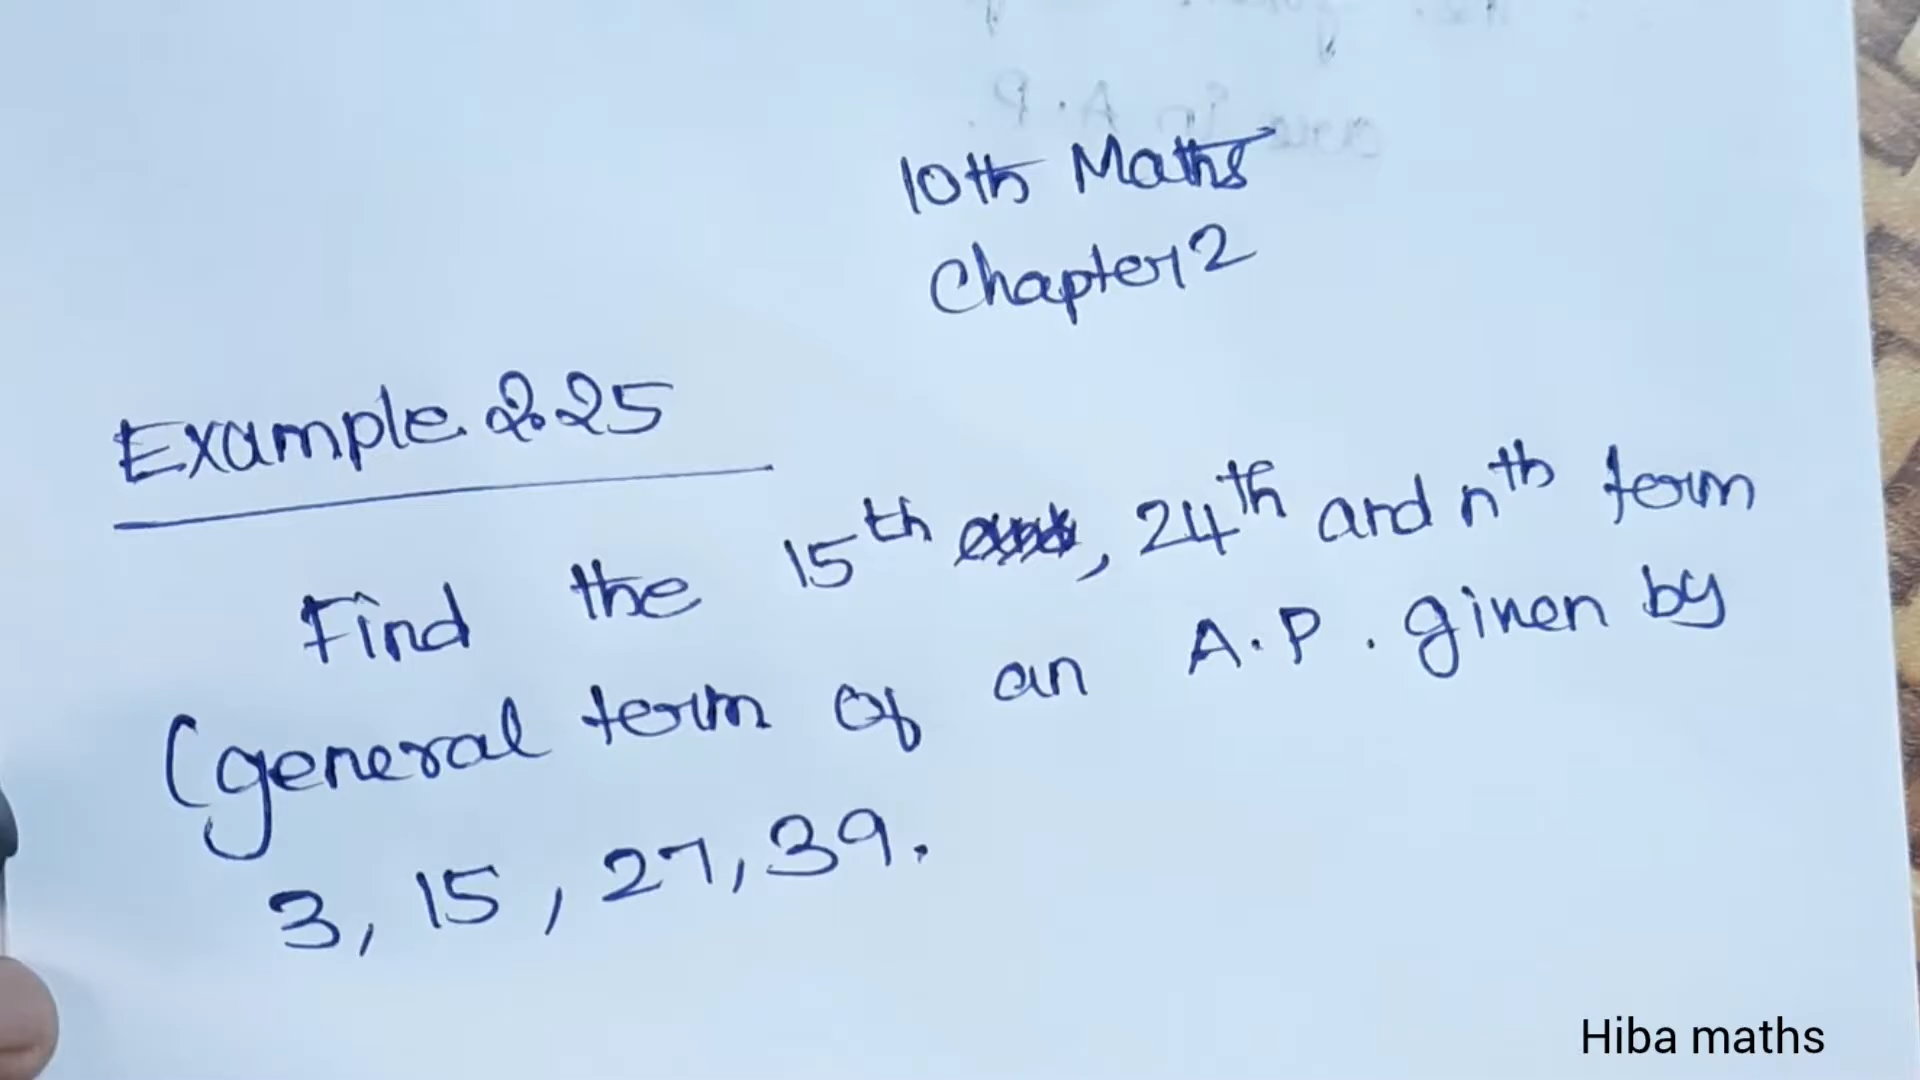 10th Maths
Chapter 2
Example 2.25
Find the 15th, 24th and nth term
(general term of an A.P. given by
3, 15, 27, 39.
Hiba maths